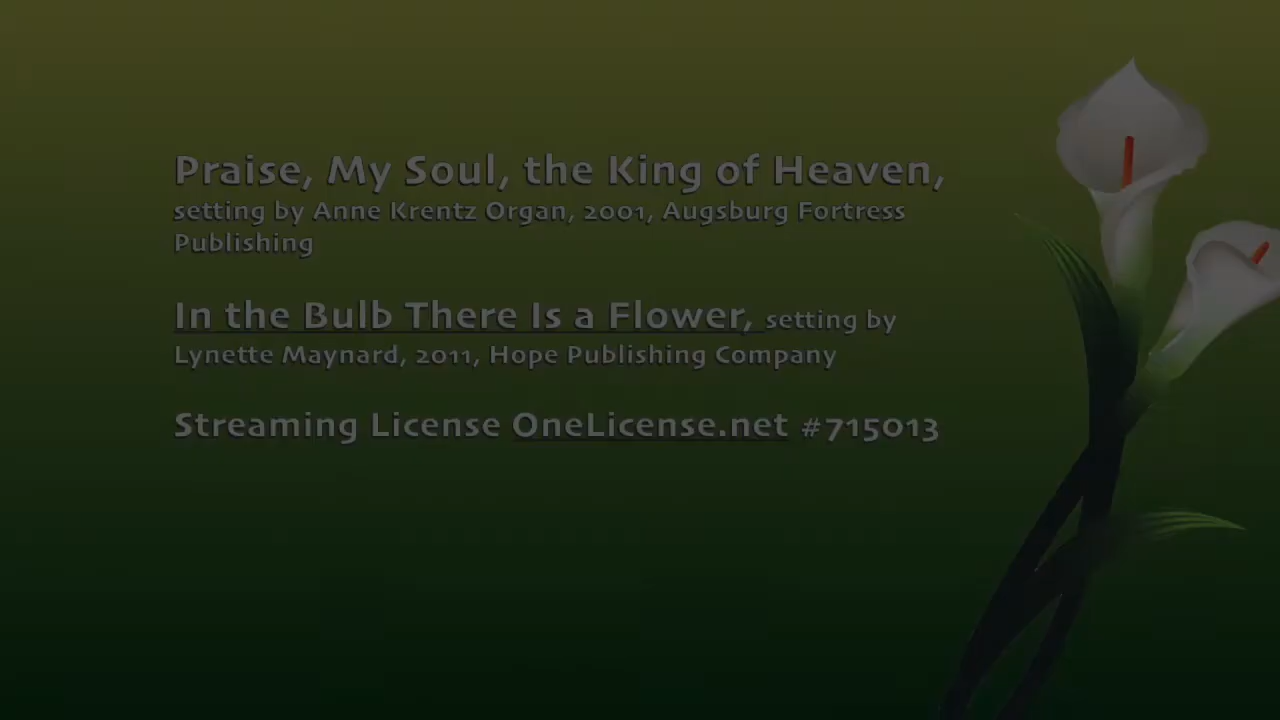 Praise, My Soul, the King of Heaven,
setting by Anne Krentz Organ, 2001, Augsburg Fortress
Publishing
In the Bulb There Is a Flower, setting by
Lynette Maynard, 2011, Hope Publishing Company
Streaming License OneLicense.net #715013